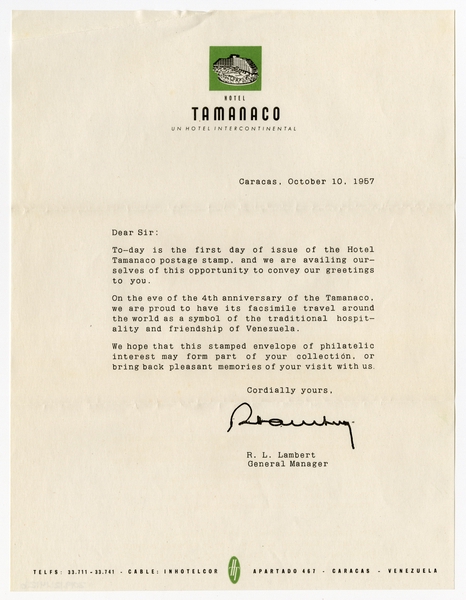 HOTEL
TAMANACO
UN HOTEL INTERCONTINENTAL
Caracas, October 10, 1957
Dear Sir:
To-day is the first day of issue of the Hotel
Tamanaco postage stamp, and we are availing our-
selves of this opportunity to convey our greetings
to you.
On the eve of the 4th anniversary of the Tamanaco,
we are proud to have its facsimile travel around
the world as a symbol of the traditional hospit-
ality and friendship of Venezuela.
We hope that this stamped envelope of philatelic
interest may form part of your collectión, or
bring back pleasant memories of your visit with us.
Cordially yours,
R. L. Lambert
General Manager
TELFS: 33.711 - 33.741 - CABLE: INHOTELCOR APARTADO 467 - CARACAS - VENEZUELA